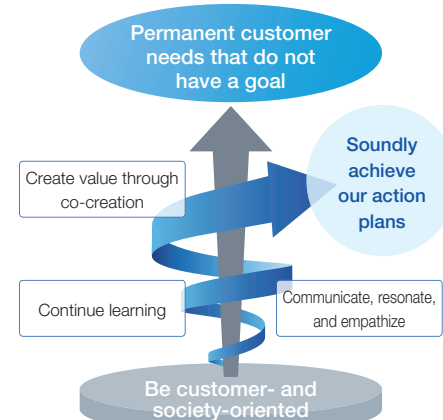 Permanent customer
needs that do not
have a goal
Soundly
achieve
our action
plans
Create value through
co-creation
Continue learning
Communicate, resonate,
and empathize
Be customer- and
society-oriented